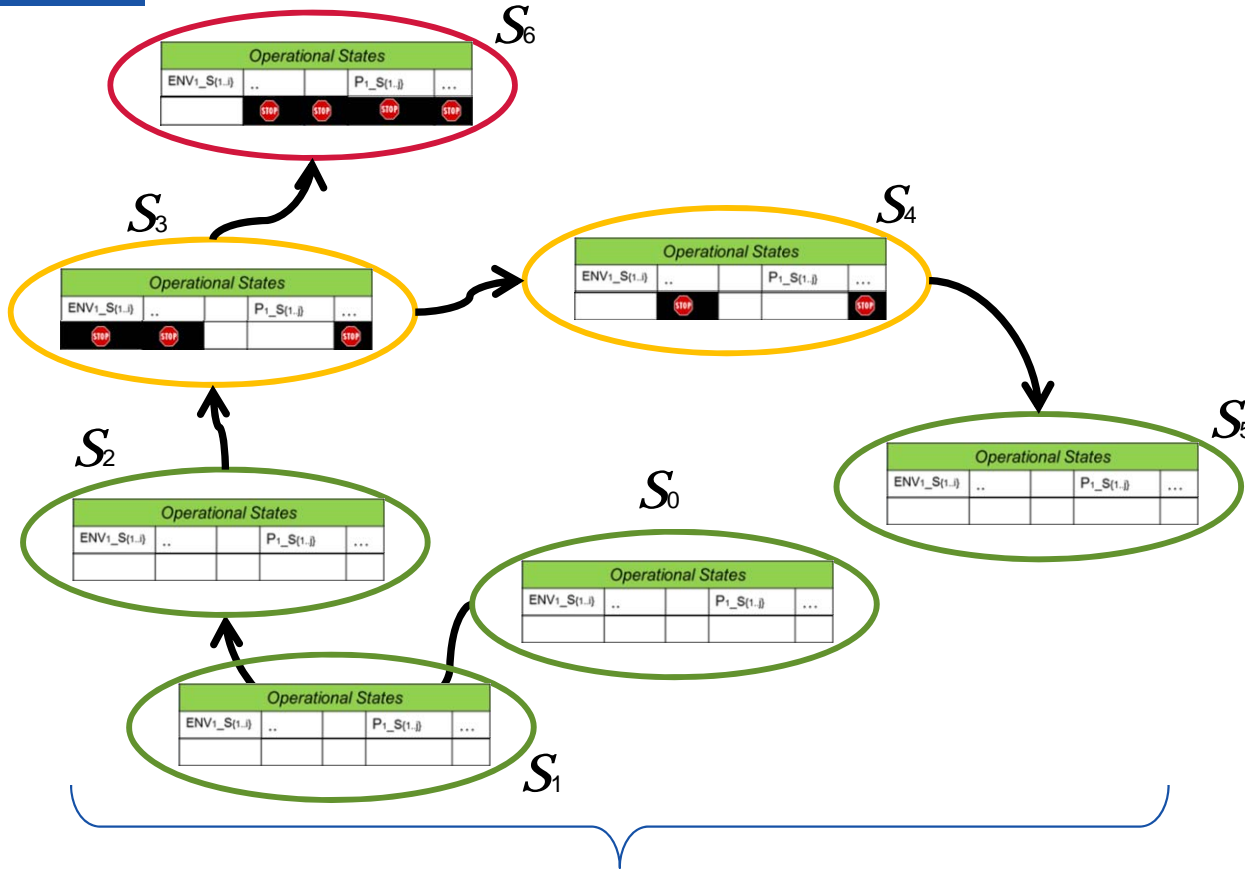 S6
Operational States
ENV1_S{1..i} .. P1_S{1..j} ...
STOP STOP STOP STOP
S3
Operational States
ENV1_S{1..i} .. P1_S{1..j} ...
STOP STOP STOP
S4
Operational States
ENV1_S{1..i} .. P1_S{1..j} ...
STOP STOP
S5
Operational States
ENV1_S{1..i} .. P1_S{1..j} ...
S2
Operational States
ENV1_S{1..i} .. P1_S{1..j} ...
S0
Operational States
ENV1_S{1..i} .. P1_S{1..j} ...
Operational States
ENV1_S{1..i} .. P1_S{1..j} ...
S1